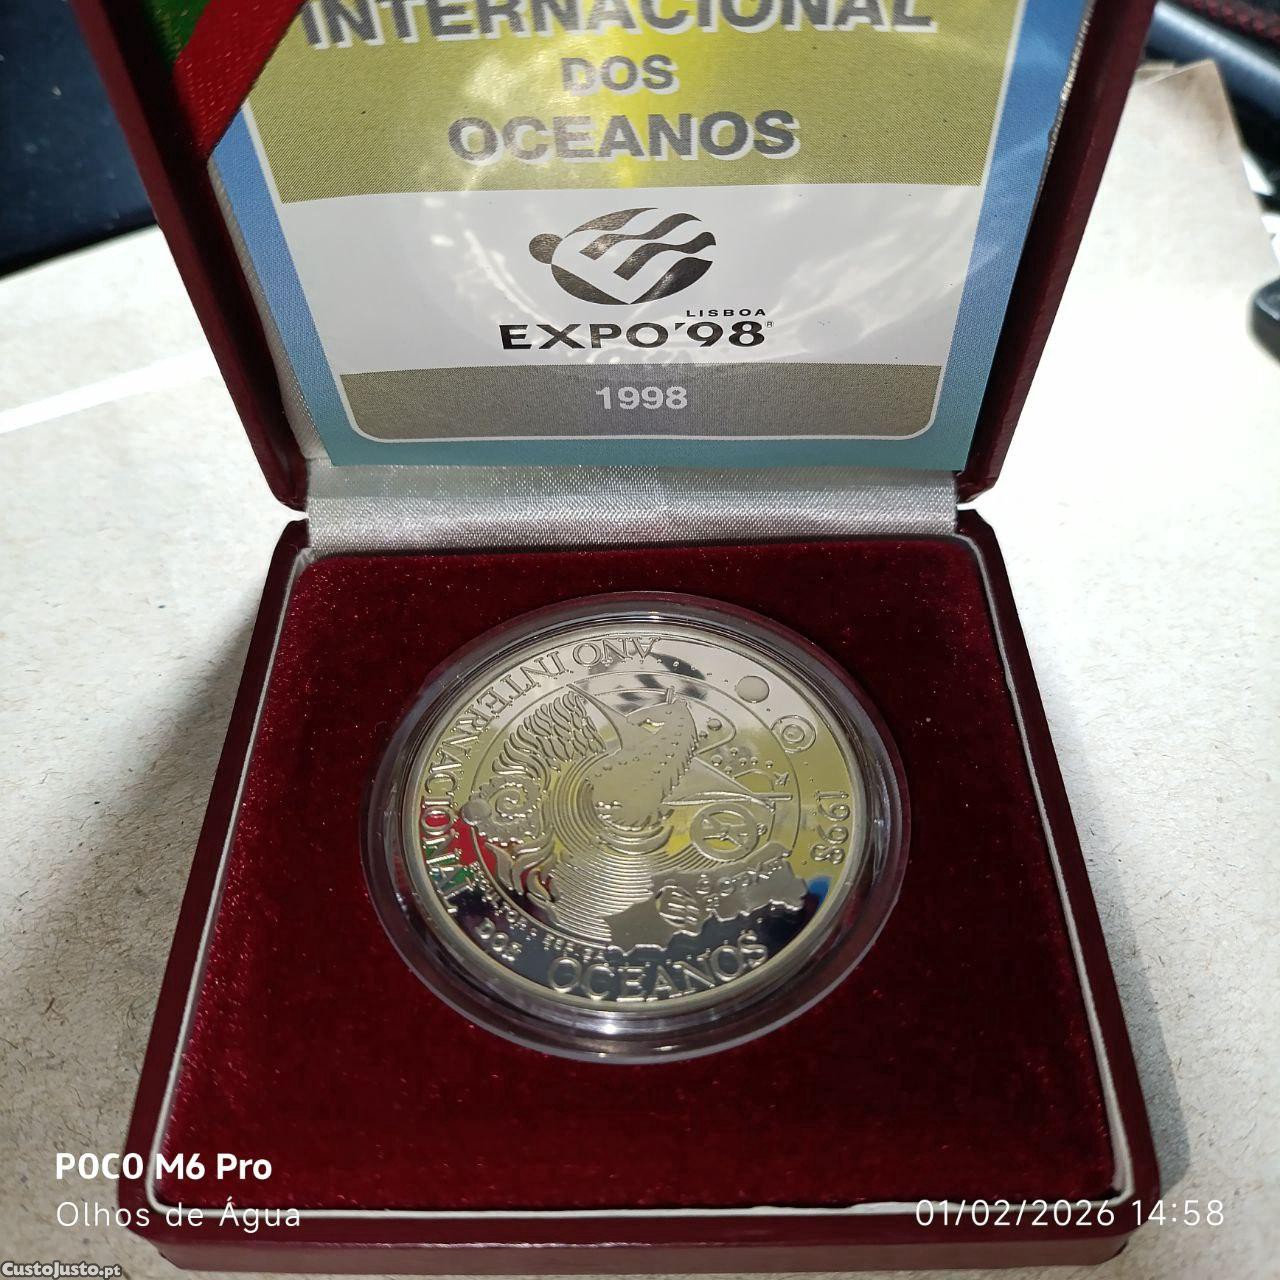 INTERNACIONAL
DOS
OCEANOS
LISBOA
EXPO'98®
1998
ANO INTERNACIONAL
DOS
OCEANOS
1998
POCO M6 Pro
Olhos de Água
01/02/2026 14:58
CustoJusto.pt